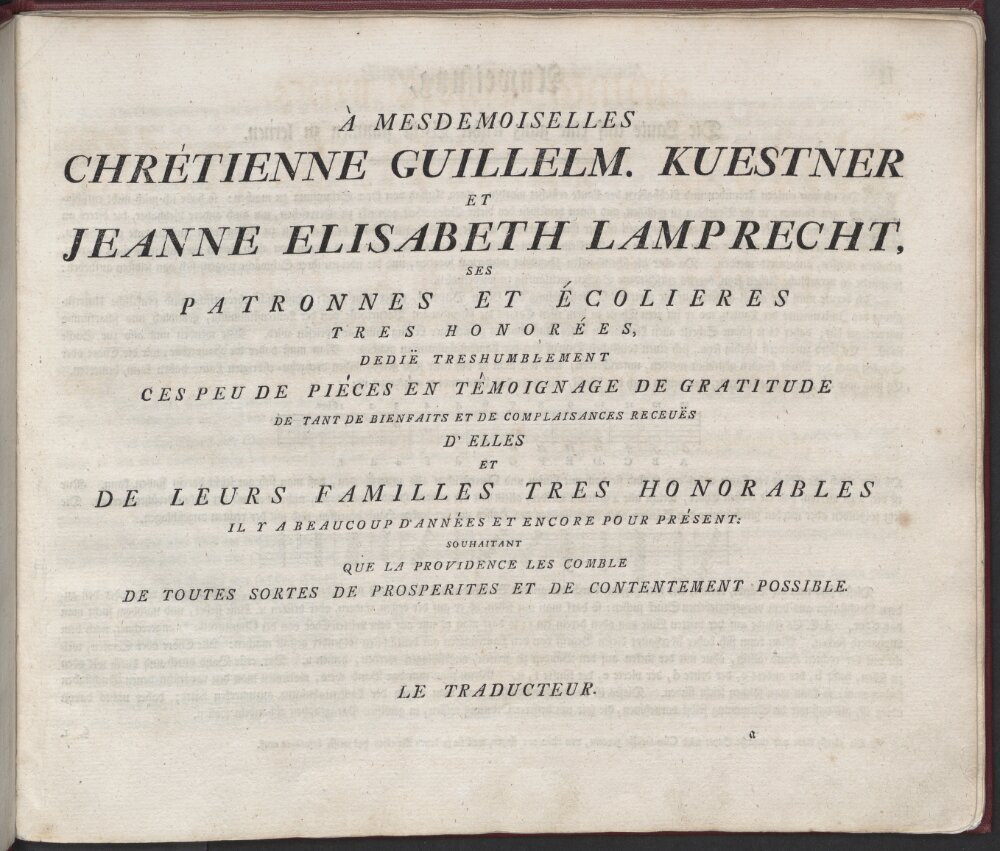 À MESDEMOISELLES
CHRÉTIENNE GUILLELM. KUESTNER
ET
JEANNE ELISABETH LAMPRECHT,
SES
PATRONNES ET ÉCOLIERES
TRES HONORÉES,
DEDIË TRESHUMBLEMENT
CES PEU DE PIÉCES EN TÉMOIGNAGE DE GRATITUDE
DE TANT DE BIENFAITS ET DE COMPLAISANCES RECEUËS
D'ELLES
ET
DE LEURS FAMILLES TRES HONORABLES
IL Y A BEAUCOUP D'ANNÉES ET ENCORE POUR PRÉSENT:
SOUHAITANT
QUE LA PROVIDENCE LES COMBLE
DE TOUTES SORTES DE PROSPERITES ET DE CONTENTEMENT POSSIBLE.
LE TRADUCTEUR.
a